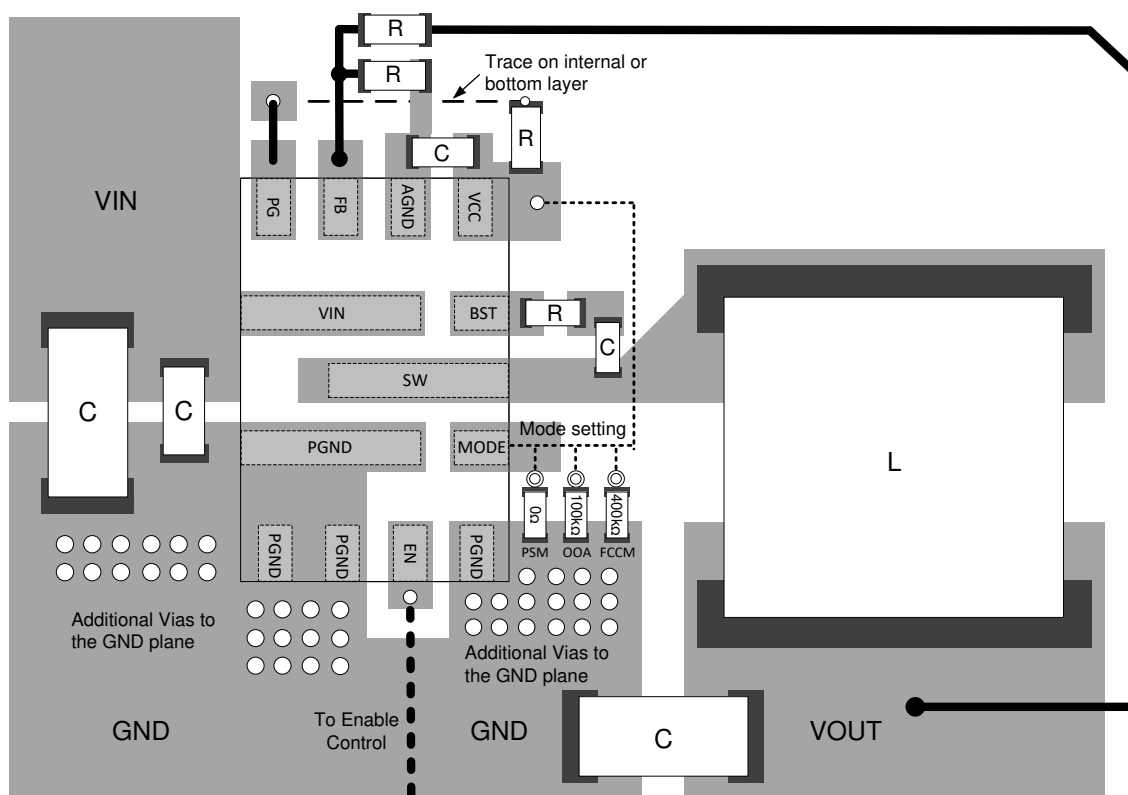 R
R
Trace on internal or
bottom layer
R
C
VIN
PG
FB
AGND
VCC
VIN
BST
R
C
SW
C
C
PGND
MODE
Mode setting
L
0Ω
100kΩ
400kΩ
PSM
OOA
FCCM
PGND
PGND
EN
PGND
Additional Vias to
the GND plane
Additional Vias to
the GND plane
GND
To Enable
Control
GND
C
VOUT